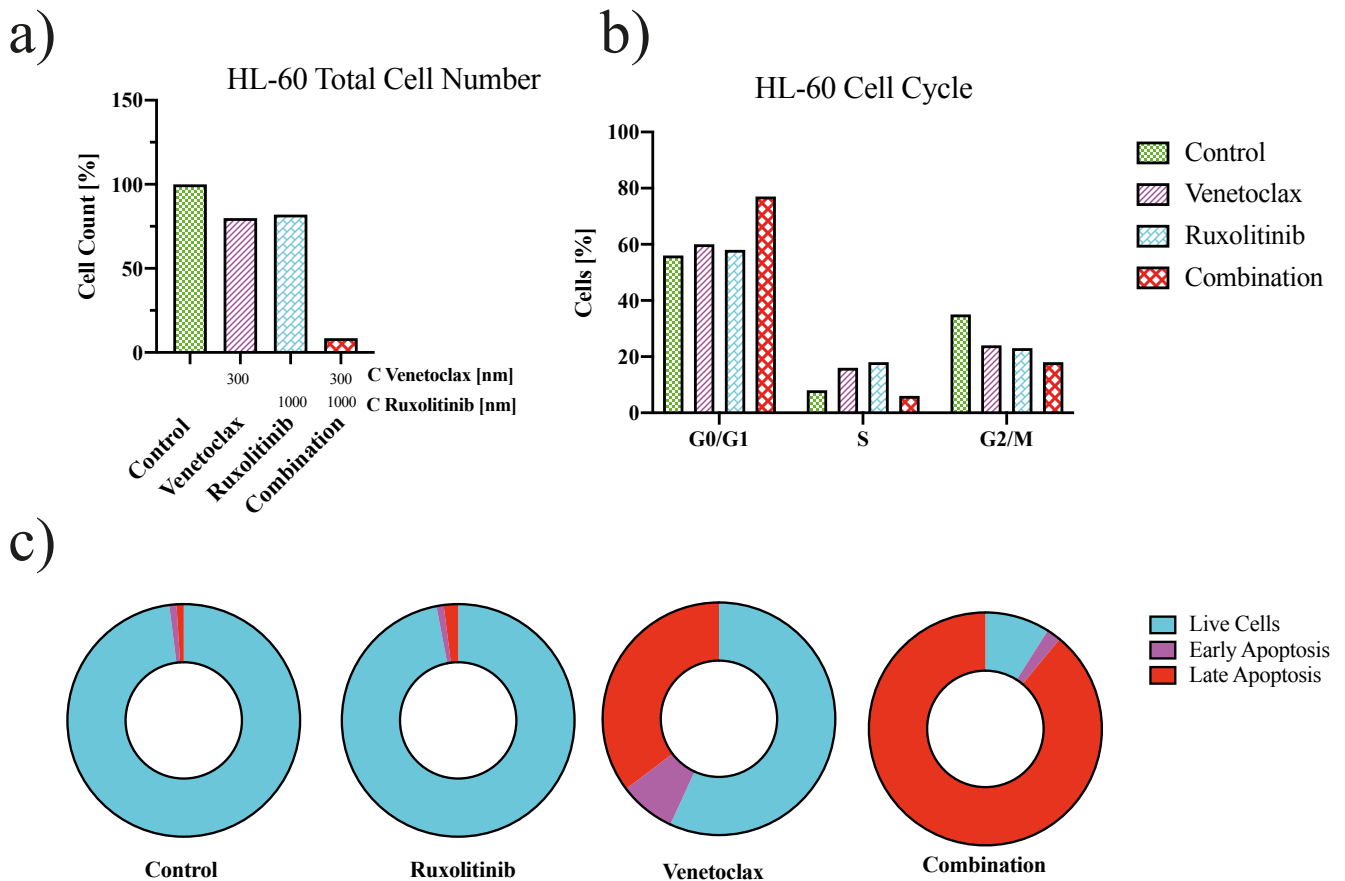 a)
HL-60 Total Cell Number
150
100
50
0
Cell Count [%]
300 300 C Venetoclax [nm]
1000 1000 C Ruxolitinib [nm]
Control
Venetoclax
Ruxolitinib
Combination
b)
HL-60 Cell Cycle
100
80
60
40
20
0
Cells [%]
G0/G1 S G2/M
Control
Venetoclax
Ruxolitinib
Combination
c)
Live Cells
Early Apoptosis
Late Apoptosis
Control Ruxolitinib Venetoclax Combination